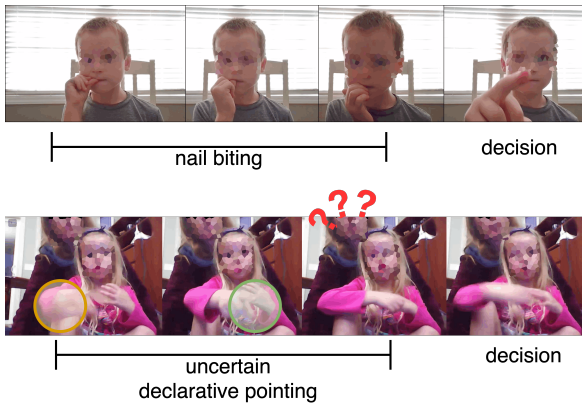 nail biting
decision
???
uncertain
declarative pointing
decision